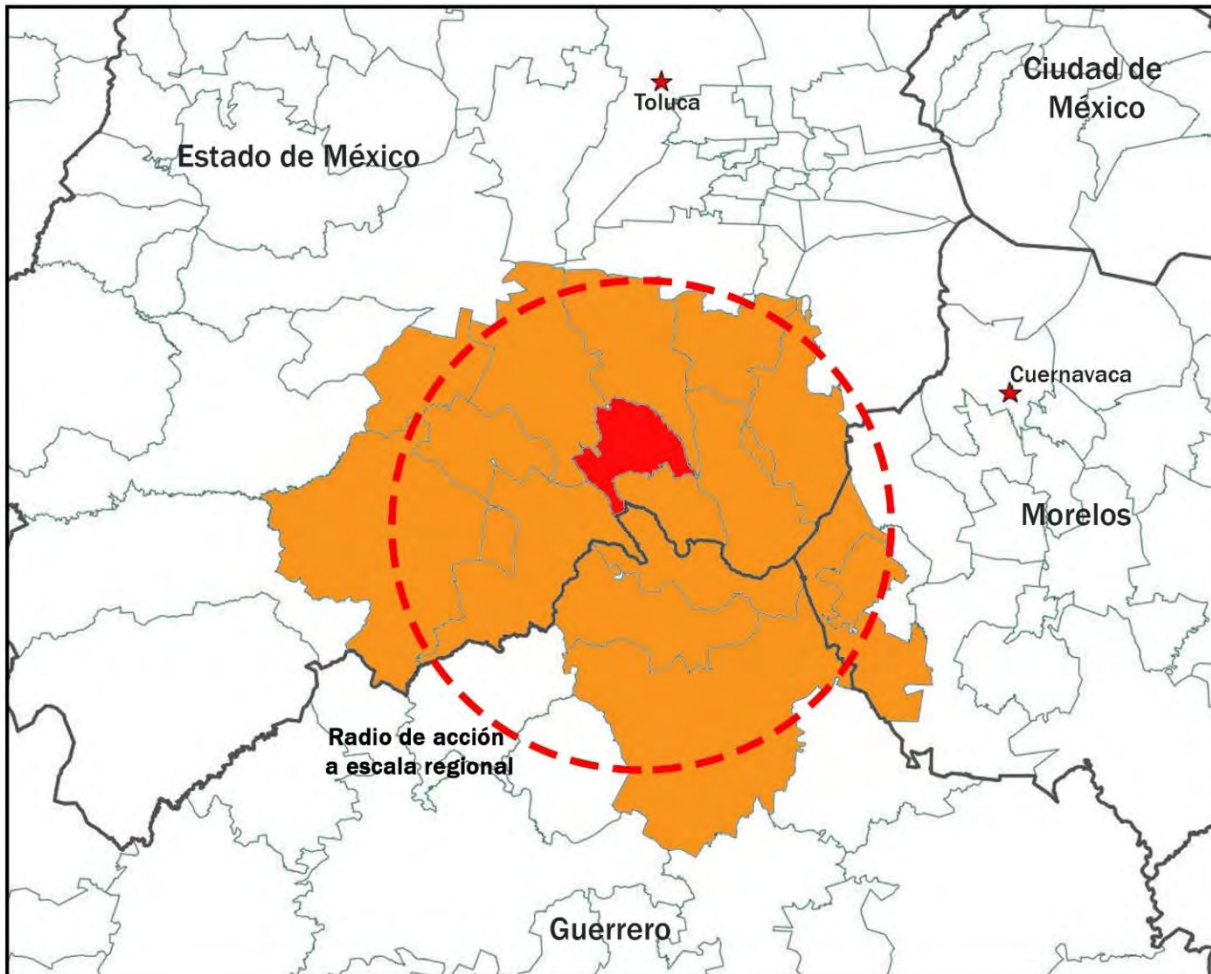 Ciudad de
México
Toluca
Estado de México
Cuernavaca
Morelos
Radio de acción
a escala regional
Guerrero